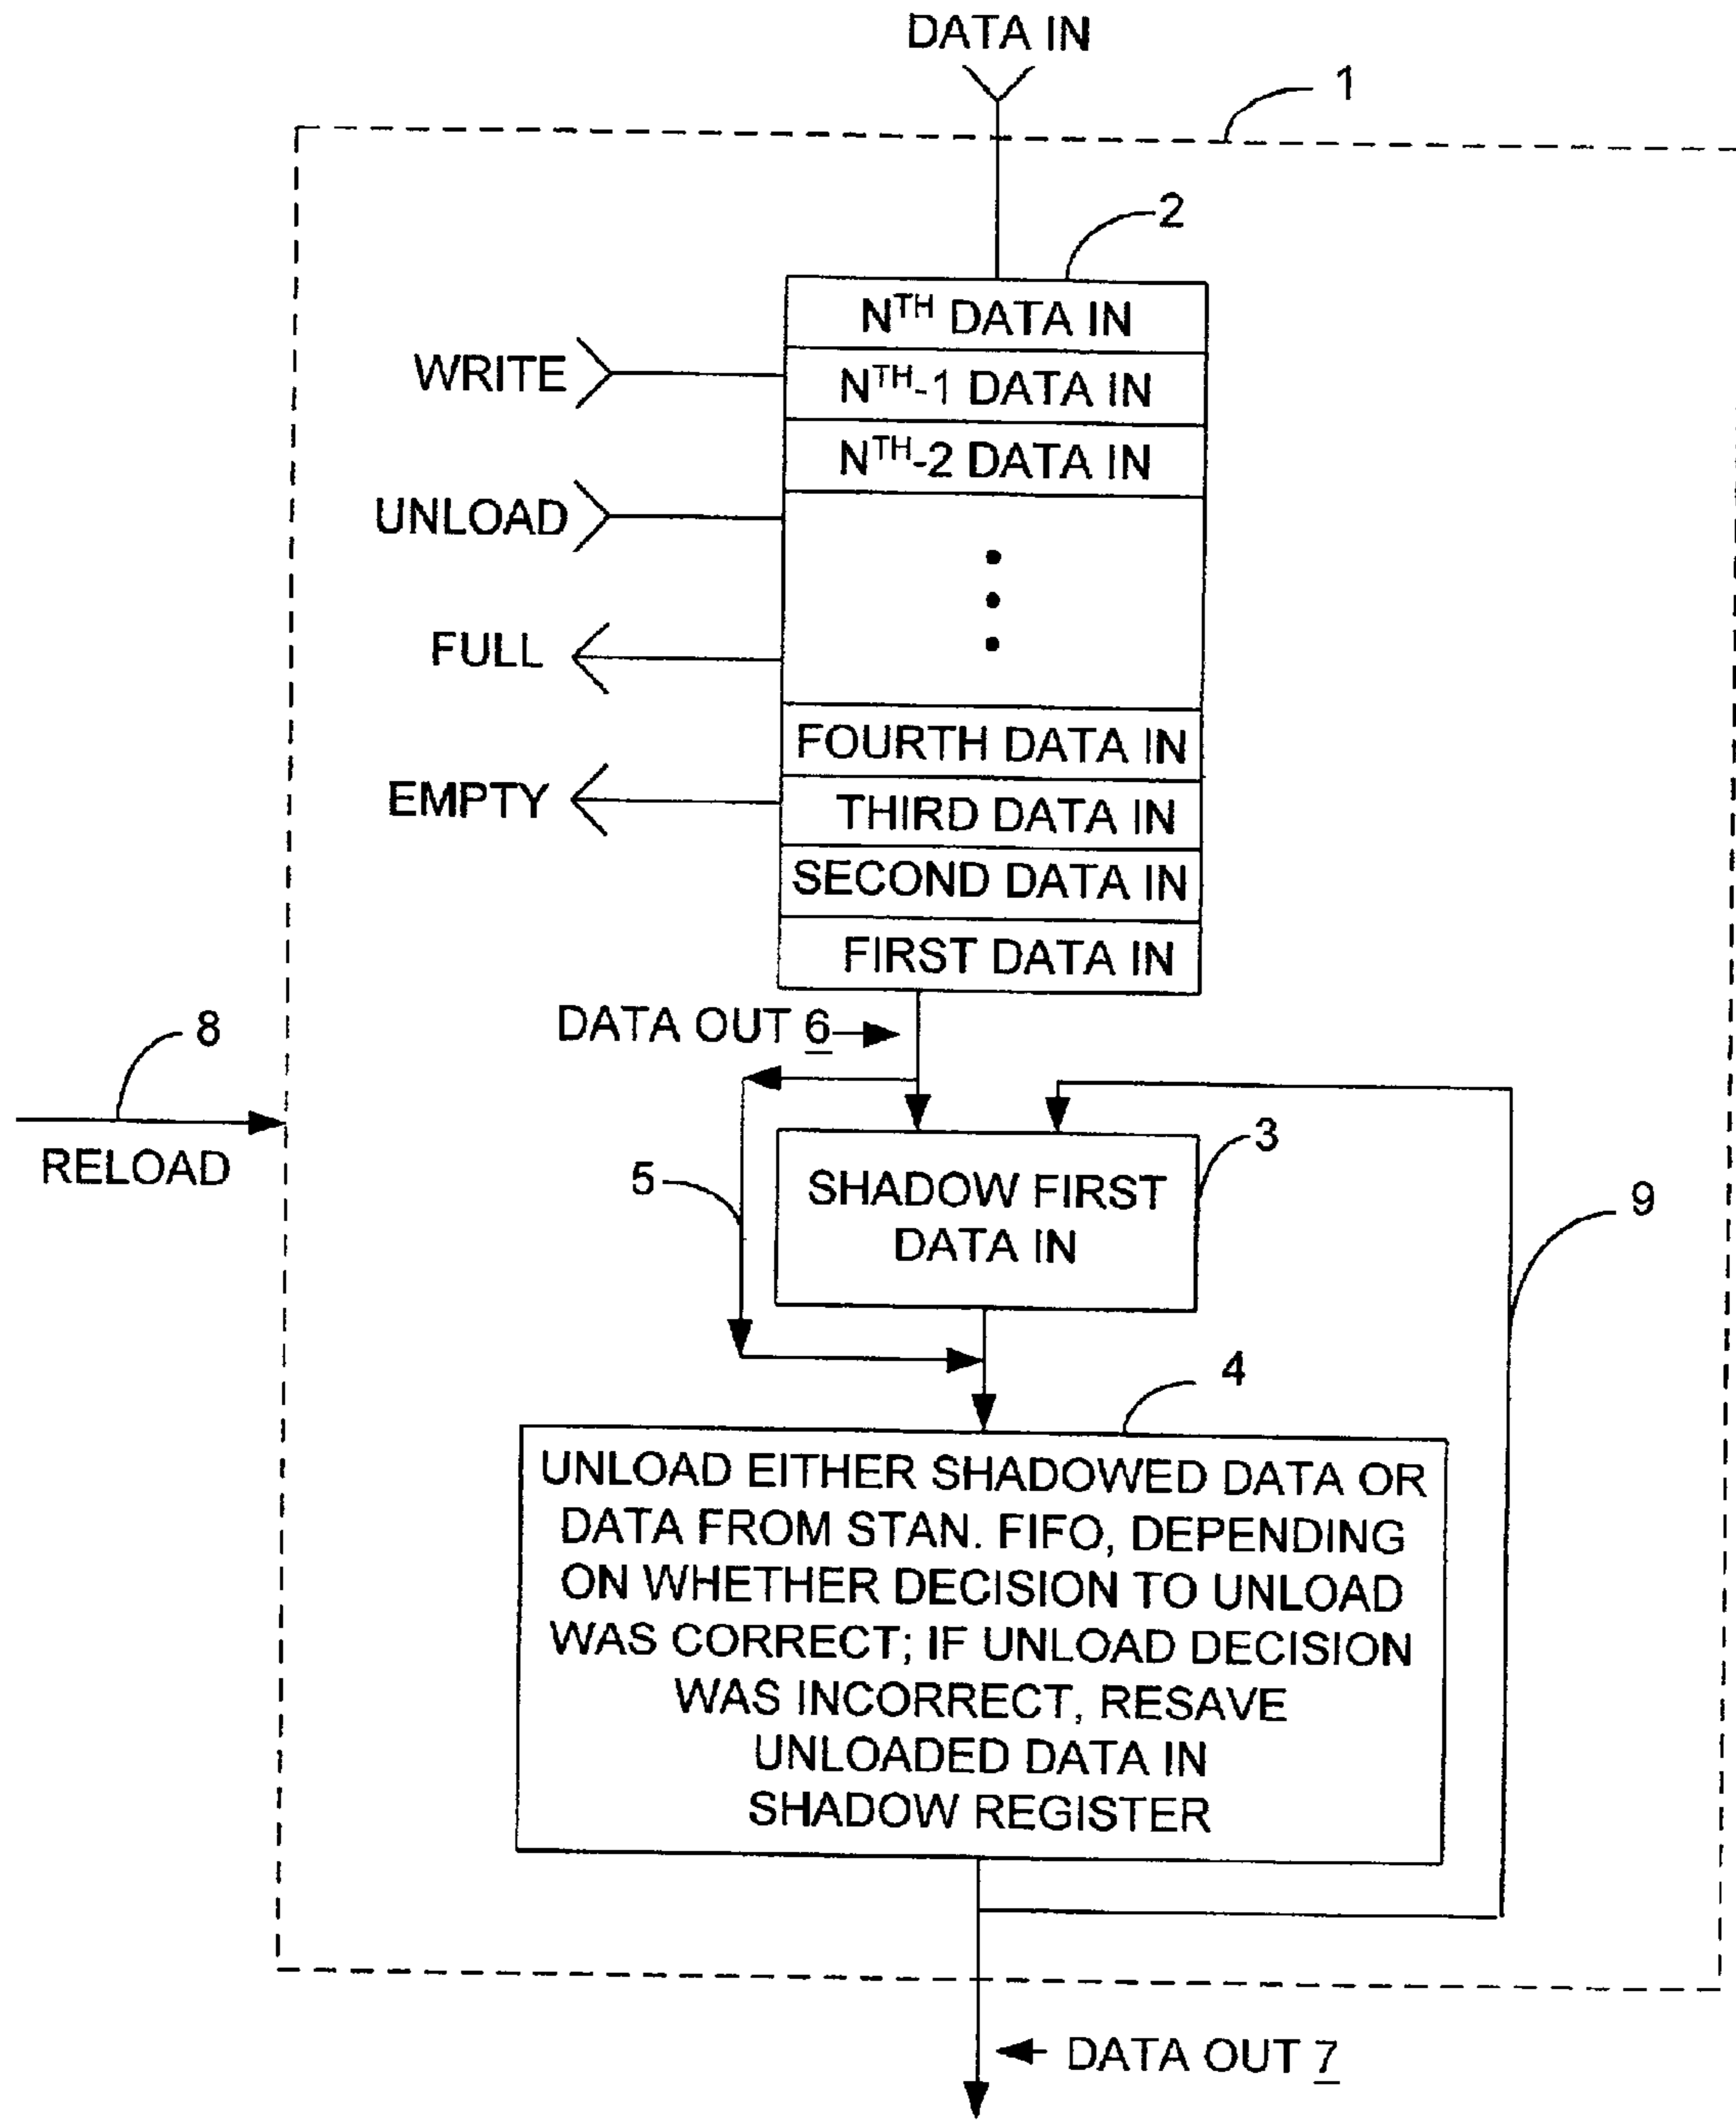 DATA IN
1
2
N^TH DATA IN
WRITE
N^TH-1 DATA IN
N^TH-2 DATA IN
UNLOAD
FULL
FOURTH DATA IN
EMPTY
THIRD DATA IN
SECOND DATA IN
FIRST DATA IN
DATA OUT 6
8
RELOAD
3
5
SHADOW FIRST
DATA IN
9
4
UNLOAD EITHER SHADOWED DATA OR
DATA FROM STAN. FIFO, DEPENDING
ON WHETHER DECISION TO UNLOAD
WAS CORRECT; IF UNLOAD DECISION
WAS INCORRECT, RESAVE
UNLOADED DATA IN
SHADOW REGISTER
DATA OUT 7